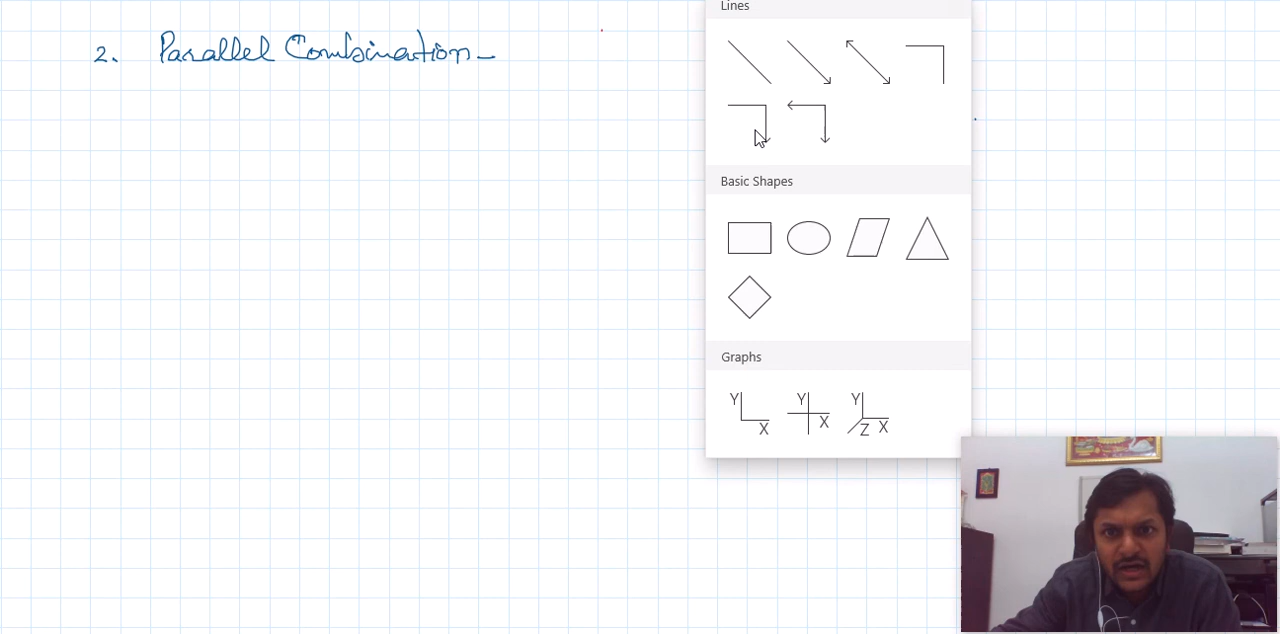 Lines
2. Parallel Combination -
Basic Shapes
Graphs
Y X
Y X
Y Z X